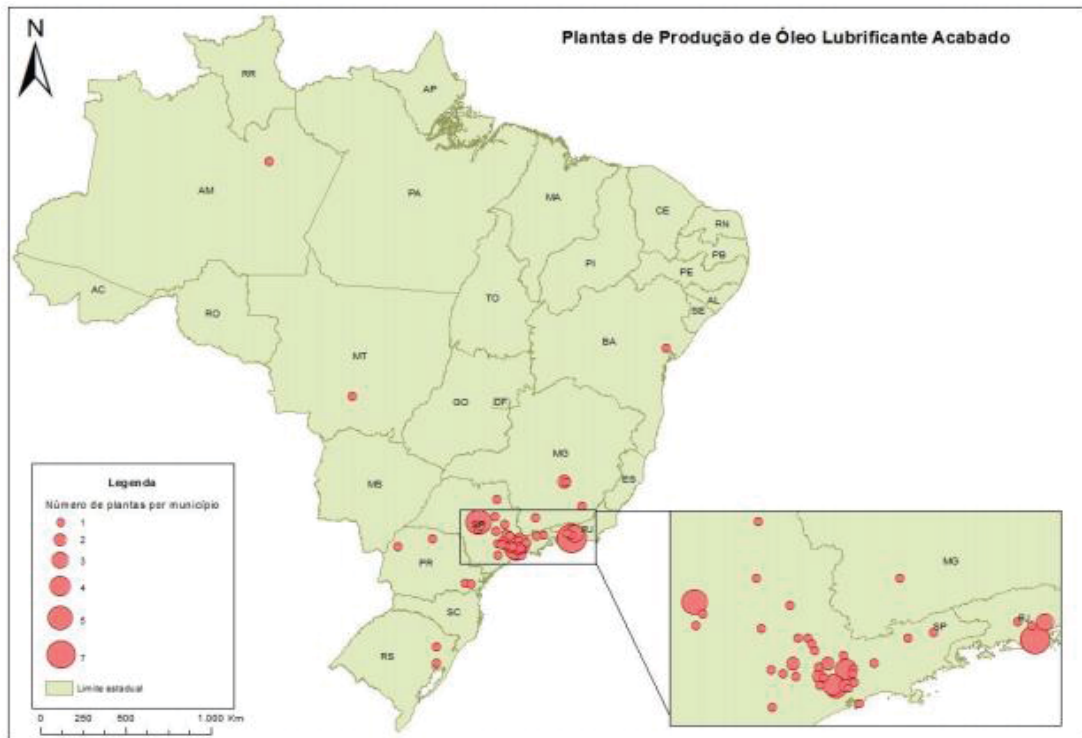 Plantas de Produção de Óleo Lubrificante Acabado
N
RR
AP
AM
PA
MA
CE
RN
PB
PI
PE
AL
SE
AC
TO
RO
BA
MT
GO
DF
MG
MS
ES
SP
RJ
PR
SC
RS
MG
SP
RJ
Legenda
Número de plantas por município
1
2
3
4
5
7
Limite estadual
0 250 500 1.000 Km